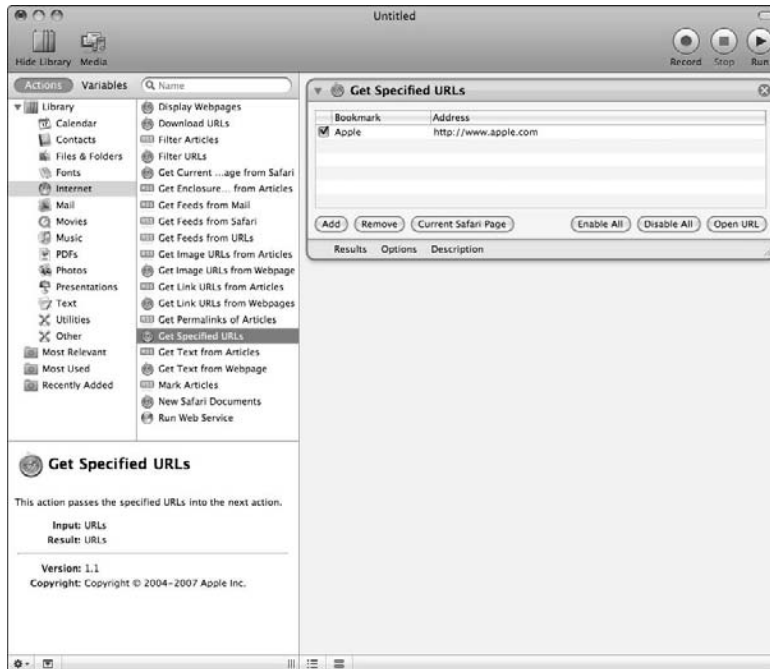 Untitled
Hide Library Media
Record Stop Run
Actions Variables Name
Library
Calendar
Contacts
Files & Folders
Fonts
Internet
Mail
Movies
Music
PDFs
Photos
Presentations
Text
Utilities
Other
Most Relevant
Most Used
Recently Added
Display Webpages
Download URLs
Filter Articles
Filter URLs
Get Current ...age from Safari
Get Enclosure... from Articles
Get Feeds from Mail
Get Feeds from Safari
Get Feeds from URLs
Get Image URLs from Articles
Get Image URLs from Webpage
Get Link URLs from Articles
Get Link URLs from Webpages
Get Permalinks of Articles
Get Specified URLs
Get Text from Articles
Get Text from Webpage
Mark Articles
New Safari Documents
Run Web Service
Get Specified URLs
This action passes the specified URLs into the next action.
Input: URLs
Result: URLs
Version: 1.1
Copyright: Copyright © 2004-2007 Apple Inc.
Get Specified URLs
Bookmark Address
Apple http://www.apple.com
Add Remove Current Safari Page Enable All Disable All Open URL
Results Options Description